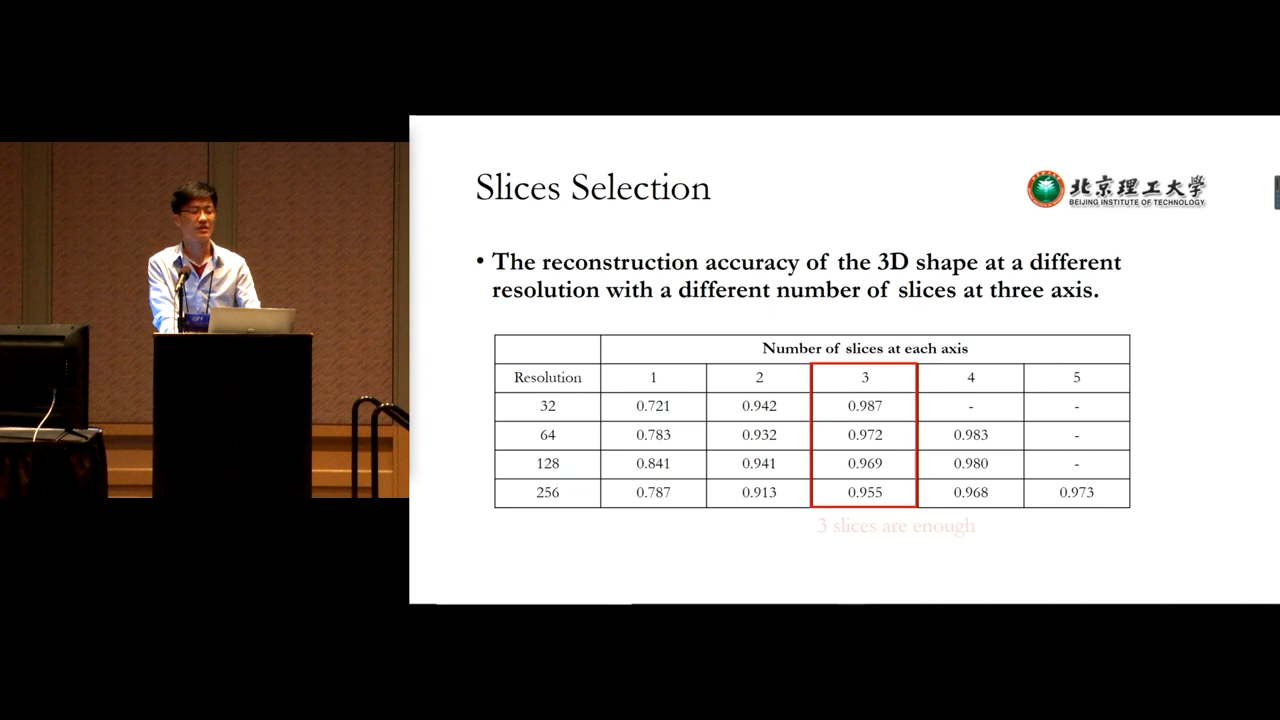 Slices Selection
北京理工大学
BEIJING INSTITUTE OF TECHNOLOGY
• The reconstruction accuracy of the 3D shape at a different
resolution with a different number of slices at three axis.
Number of slices at each axis
Resolution 1 2 3 4 5
32 0.721 0.942 0.987 - -
64 0.783 0.932 0.972 0.983 -
128 0.841 0.941 0.969 0.980 -
256 0.787 0.913 0.955 0.968 0.973
3 slices are enough